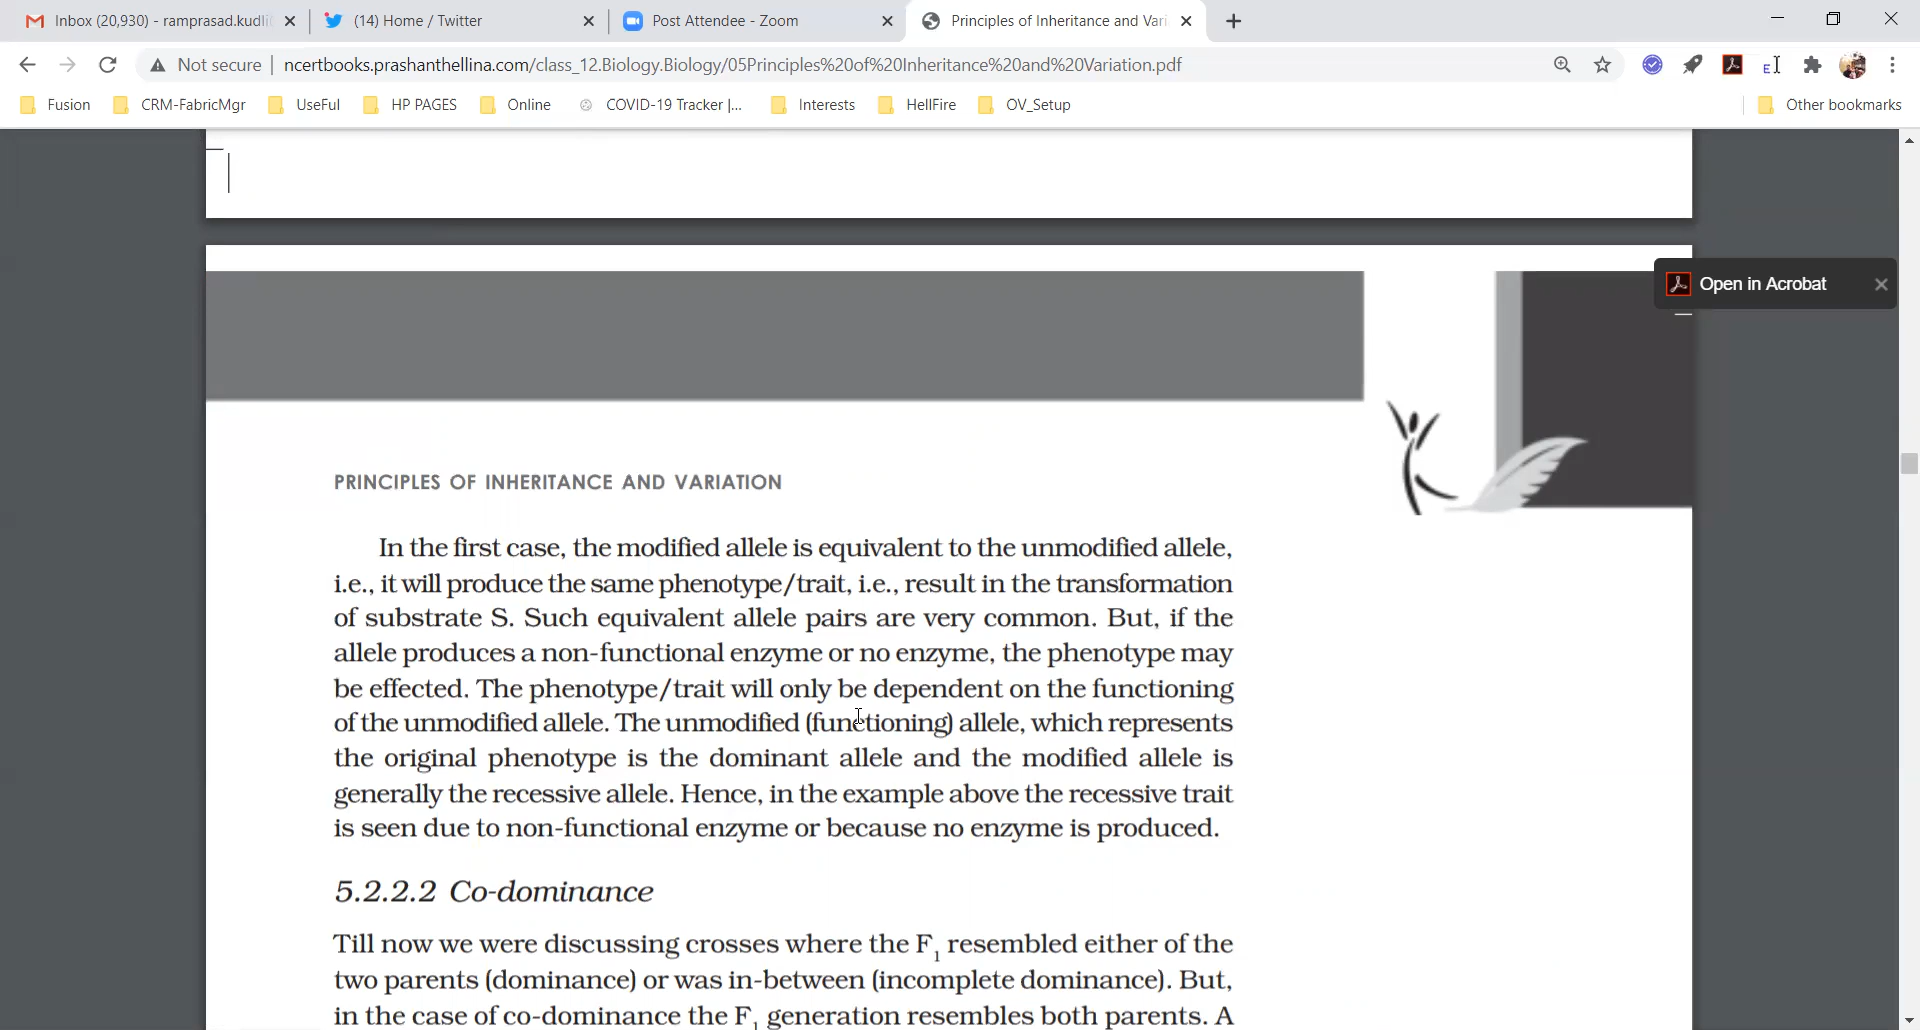 Inbox (20,930) - ramprasad.kudli
(14) Home / Twitter
Post Attendee - Zoom
Principles of Inheritance and Vari
Not secure
ncertbooks.prashanthellina.com/class_12.Biology.Biology/05Principles%20of%20Inheritance%20and%20Variation.pdf
Fusion
CRM-FabricMgr
UseFul
HP PAGES
Online
COVID-19 Tracker |...
Interests
HellFire
OV_Setup
Other bookmarks
Open in Acrobat
PRINCIPLES OF INHERITANCE AND VARIATION
In the first case, the modified allele is equivalent to the unmodified allele,
i.e., it will produce the same phenotype/trait, i.e., result in the transformation
of substrate S. Such equivalent allele pairs are very common. But, if the
allele produces a non-functional enzyme or no enzyme, the phenotype may
be effected. The phenotype/trait will only be dependent on the functioning
of the unmodified allele. The unmodified (functioning) allele, which represents
the original phenotype is the dominant allele and the modified allele is
generally the recessive allele. Hence, in the example above the recessive trait
is seen due to non-functional enzyme or because no enzyme is produced.
5.2.2.2 Co-dominance
Till now we were discussing crosses where the F1 resembled either of the
two parents (dominance) or was in-between (incomplete dominance). But,
in the case of co-dominance the F1 generation resembles both parents. A